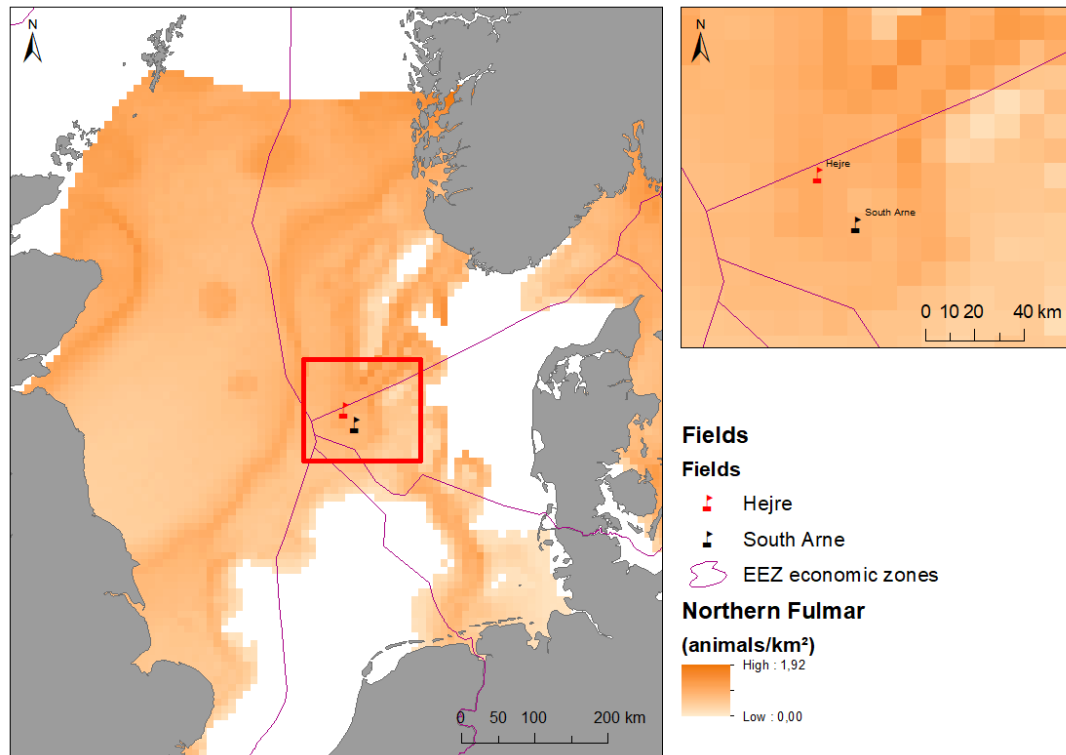 N
0 50 100 200 km
N
Hejre
South Arne
0 10 20 40 km
Fields
Fields
Hejre
South Arne
EEZ economic zones
Northern Fulmar
(animals/km²)
High : 1,92
Low : 0,00